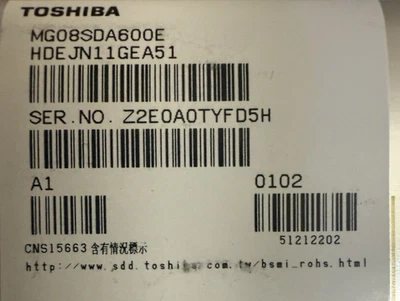 TOSHIBA
MG08SDA600E
HDEJN11GEA51
SER.NO. Z2E0A0TYFD5H
A1 0102
51212202
CNS15663 含有情況標示
http://www.sdd.toshiba.com.tw/bsmi_rohs.html